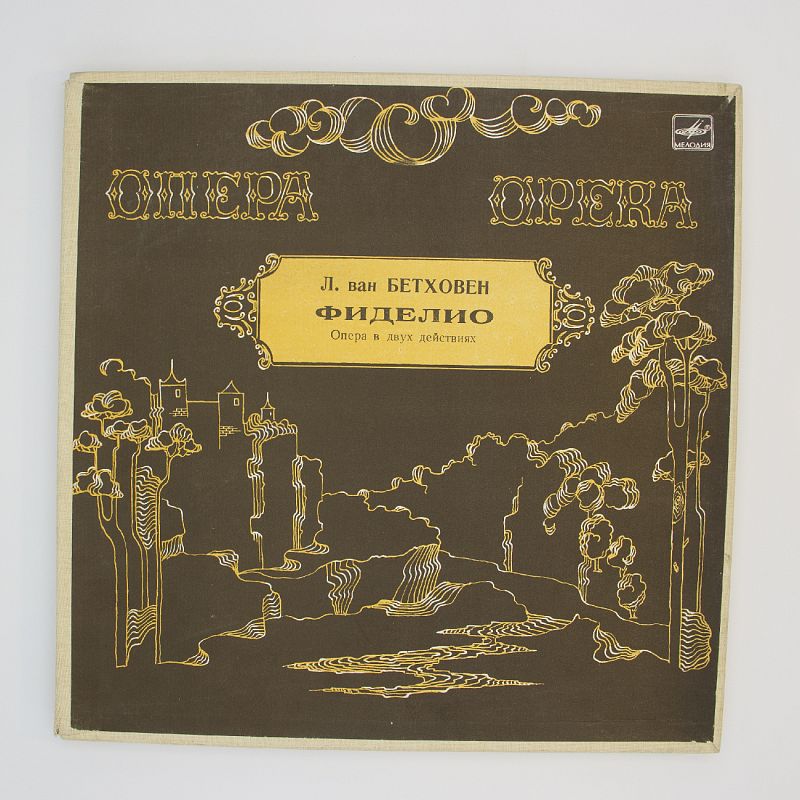 МЕЛОДИЯ
ОПЕРА
OPERA
Л. ван БЕТХОВЕН
ФИДЕЛИО
Опера в двух действиях